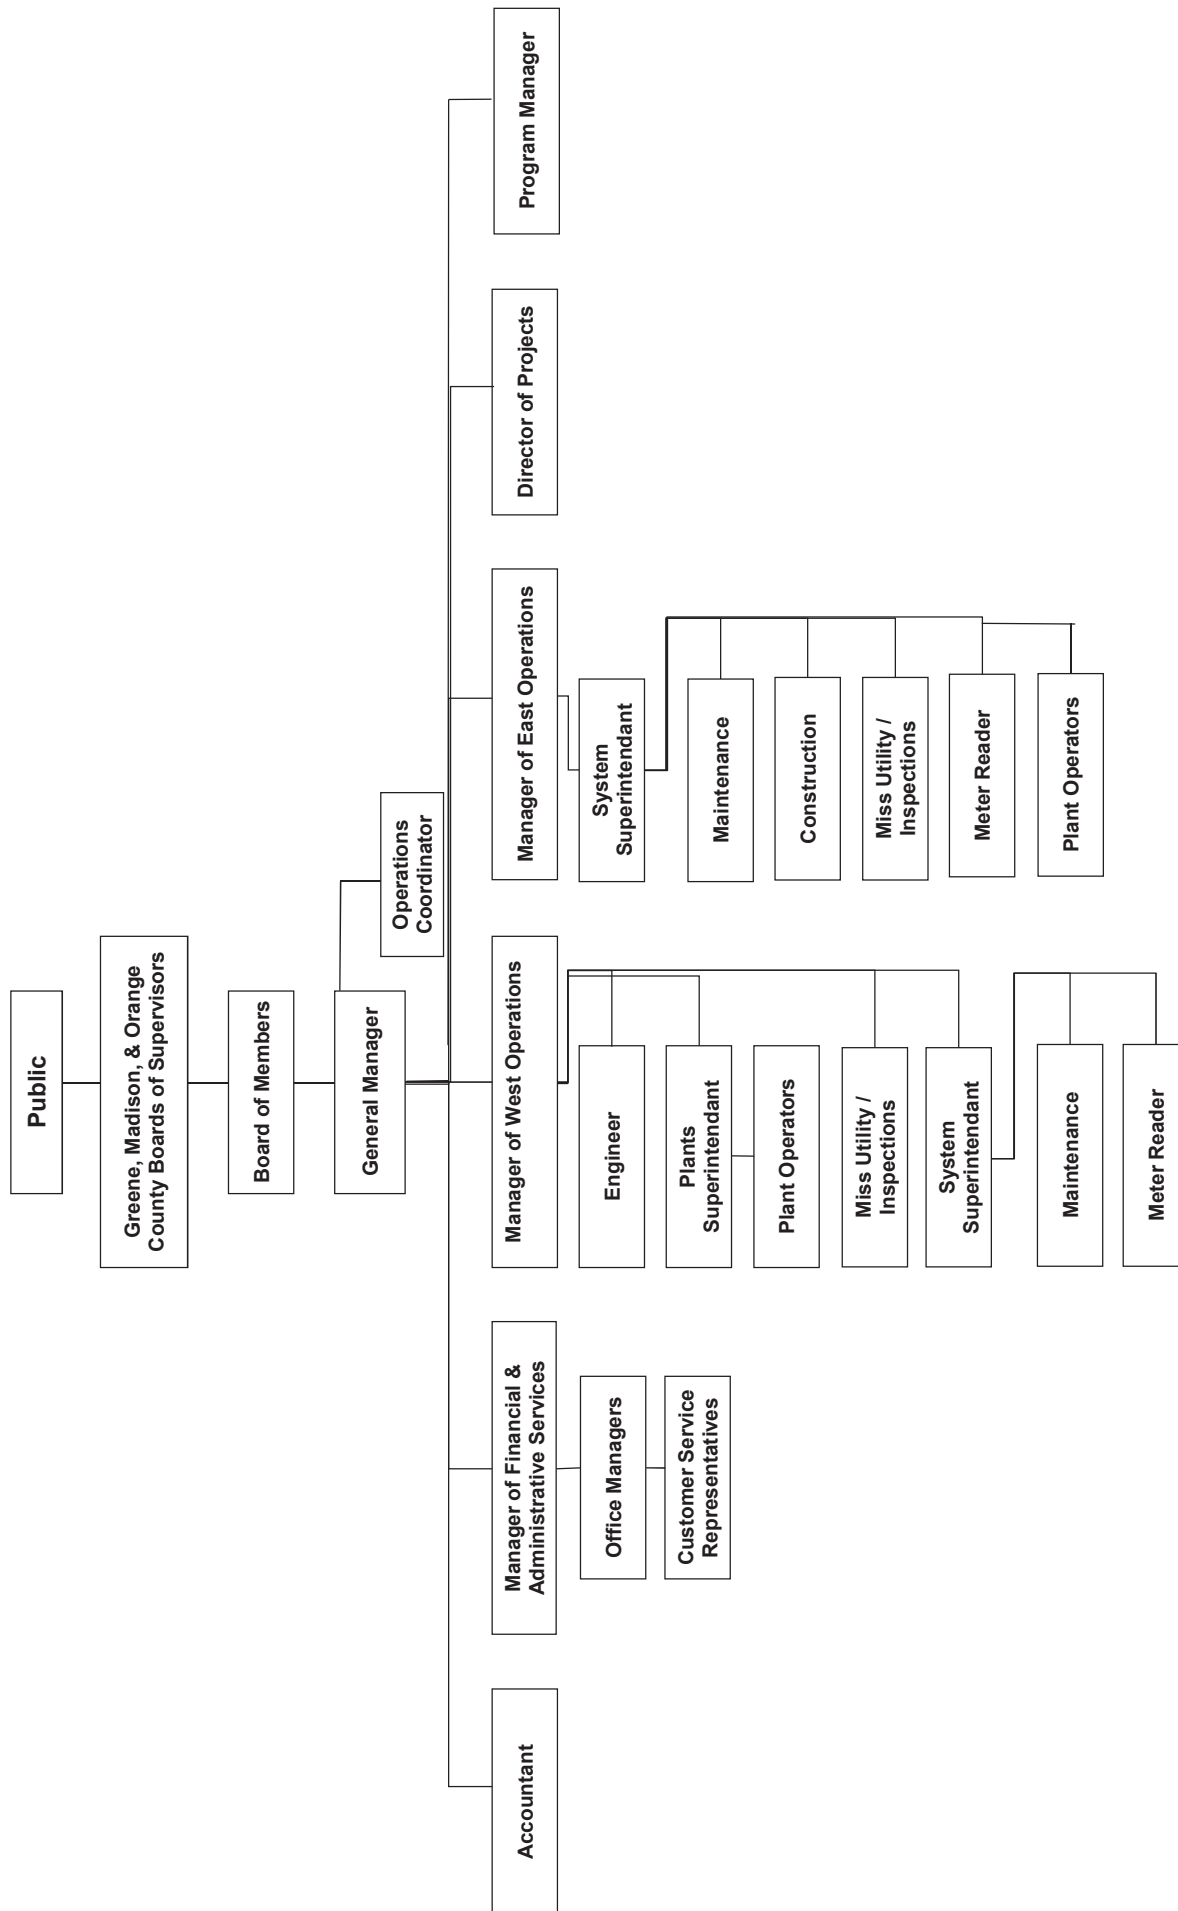 Public
Greene, Madison, & Orange
County Boards of Supervisors
Board of Members
General Manager
Operations
Coordinator
Accountant
Manager of Financial &
Administrative Services
Office Managers
Customer Service
Representatives
Manager of West Operations
Engineer
Plants
Superintendant
Plant Operators
Miss Utility /
Inspections
System
Superintendant
Maintenance
Meter Reader
Manager of East Operations
System
Superintendant
Maintenance
Construction
Miss Utility /
Inspections
Meter Reader
Plant Operators
Director of Projects
Program Manager